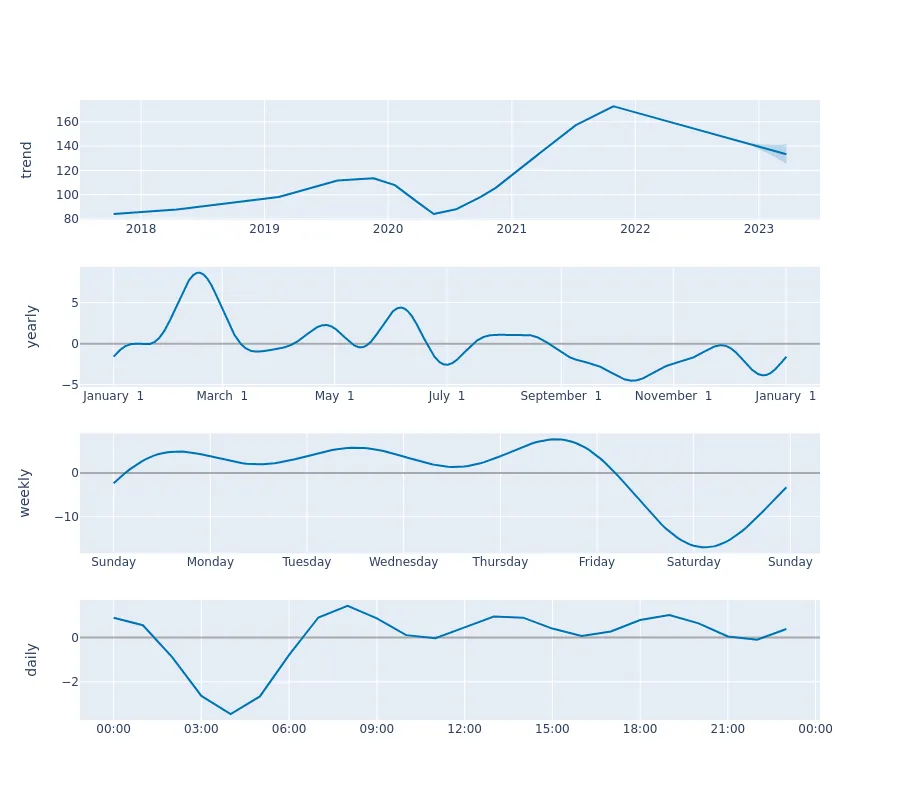 trend
160
140
120
100
80
2018 2019 2020 2021 2022 2023
yearly
5
0
−5
January 1 March 1 May 1 July 1 September 1 November 1 January 1
weekly
0
−10
Sunday Monday Tuesday Wednesday Thursday Friday Saturday Sunday
daily
0
−2
00:00 03:00 06:00 09:00 12:00 15:00 18:00 21:00 00:00